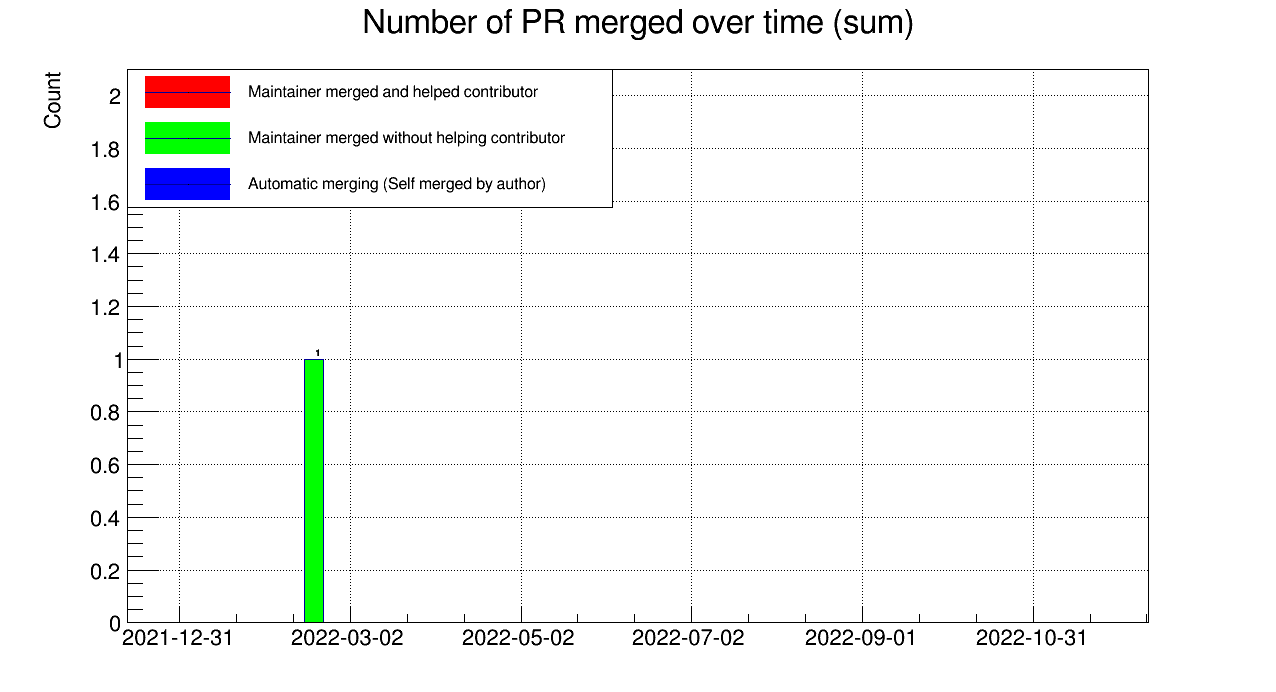 Number of PR merged over time (sum)
Count
Maintainer merged and helped contributor
Maintainer merged without helping contributor
Automatic merging (Self merged by author)
2
1.8
1.6
1.4
1.2
1
0.8
0.6
0.4
0.2
0
1
2021-12-31 2022-03-02 2022-05-02 2022-07-02 2022-09-01 2022-10-31